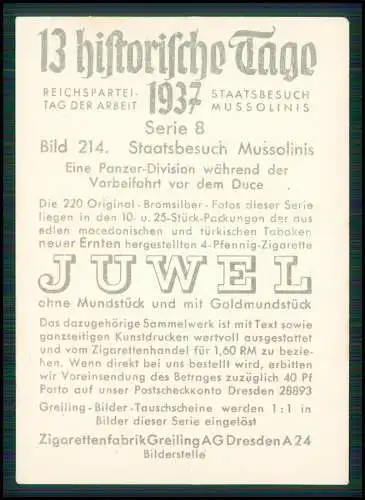 13 historische Tage
REICHSPARTEI- 1937 STAATSBESUCH
TAG DER ARBEIT MUSSOLINIS
Serie 8
Bild 214. Staatsbesuch Mussolinis
Eine Panzer-Division während der
Vorbeifahrt vor dem Duce
Die 220 Original-Bromsilber-Fotos dieser Serie
liegen in den 10- u. 25-Stück-Packungen der aus
edlen macedonischen und türkischen Tabaken
neuer Ernten hergestellten 4-Pfennig-Zigarette
JUWEL
ohne Mundstück und mit Goldmundstück
Das dazugehörige Sammelwerk ist mit Text sowie
ganzseitigen Kunstdrucken wertvoll ausgestattet
und vom Zigarettenhandel für 1,60 RM zu bezie-
hen. Wenn direkt bei uns bestellt wird, erbitten
wir Voreinsendung des Betrages zuzüglich 40 Pf
Porto auf unser Postscheckkonto Dresden 28893
Greiling-Bilder-Tauschscheine werden 1:1 in
Bilder dieser Serie eingelöst
Zigarettenfabrik Greiling AG Dresden A 24
Bilderstelle